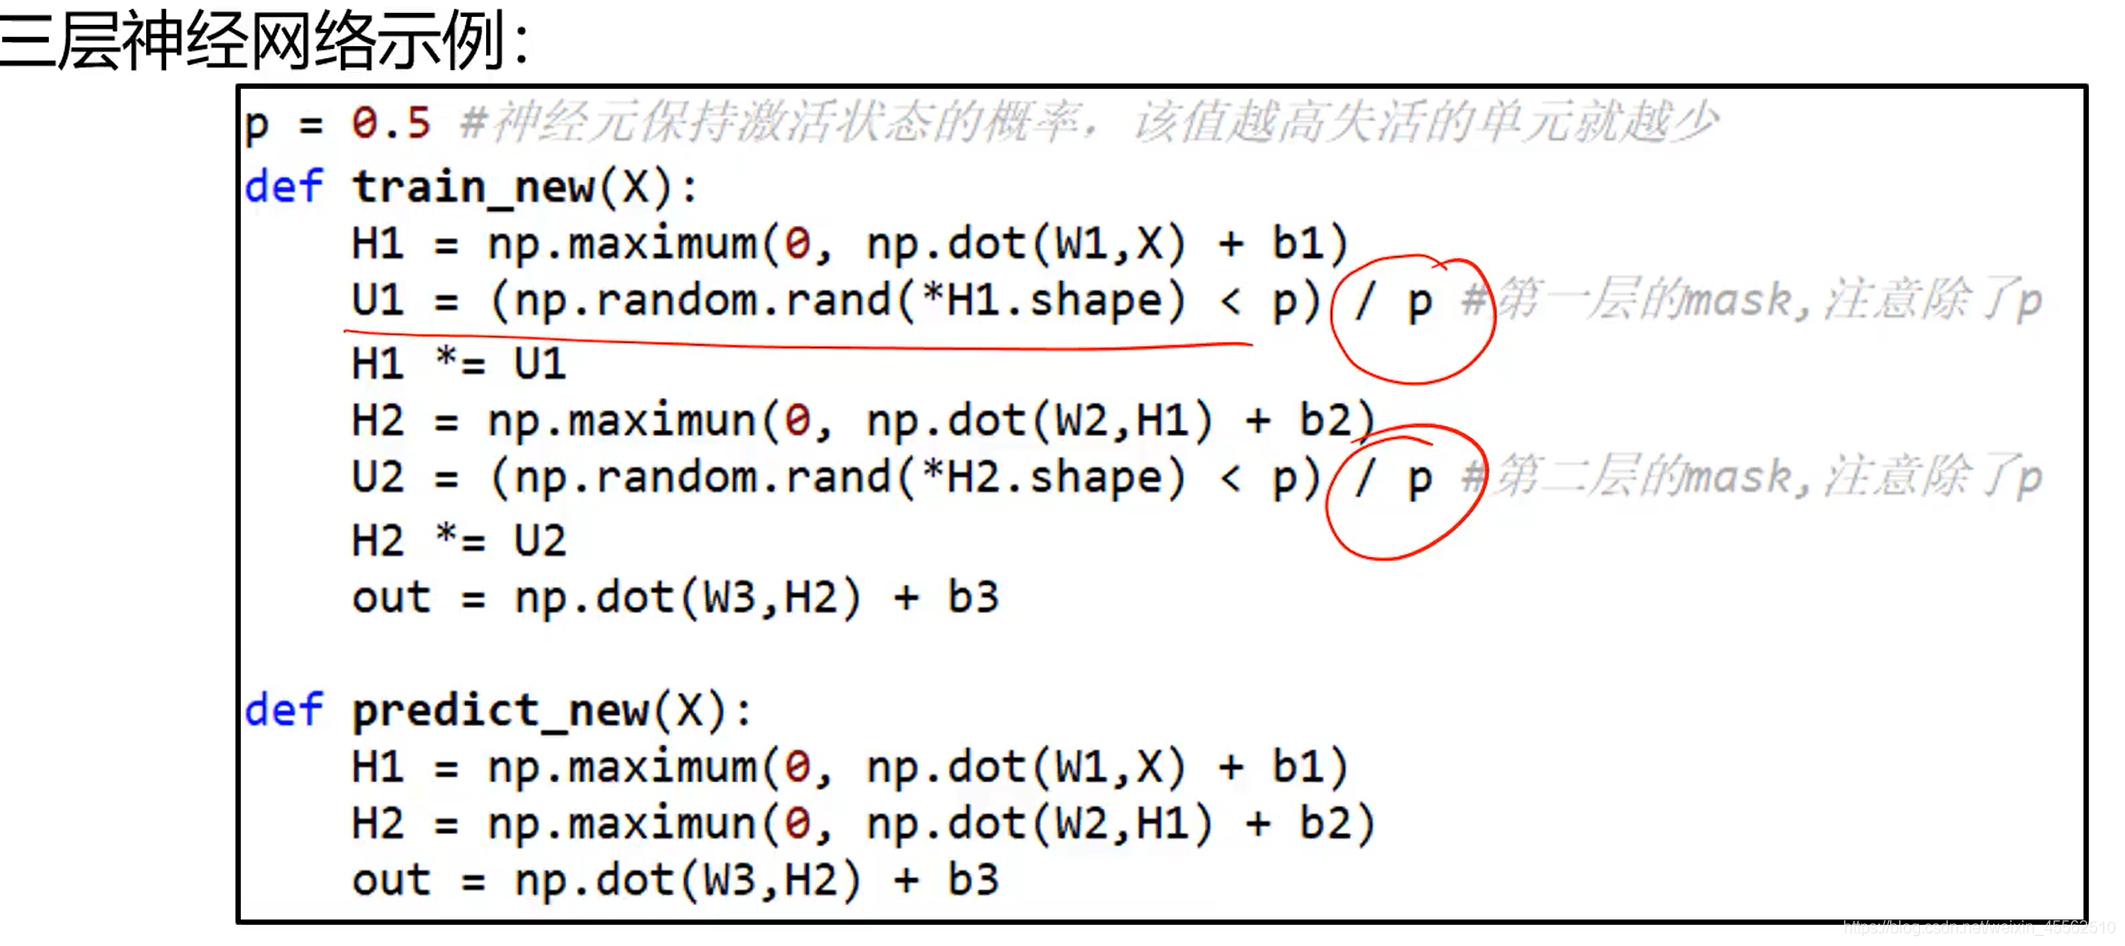 三层神经网络示例：
p = 0.5 #神经元保持激活状态的概率，该值越高失活的单元就越少
def train_new(X):
H1 = np.maximum(0, np.dot(W1,X) + b1)
U1 = (np.random.rand(*H1.shape) < p) / p #第一层的mask,注意除了p
H1 *= U1
H2 = np.maximun(0, np.dot(W2,H1) + b2)
U2 = (np.random.rand(*H2.shape) < p) / p #第二层的mask,注意除了p
H2 *= U2
out = np.dot(W3,H2) + b3
def predict_new(X):
H1 = np.maximum(0, np.dot(W1,X) + b1)
H2 = np.maximun(0, np.dot(W2,H1) + b2)
out = np.dot(W3,H2) + b3
https://blog.csdn.net/weixin_45562510